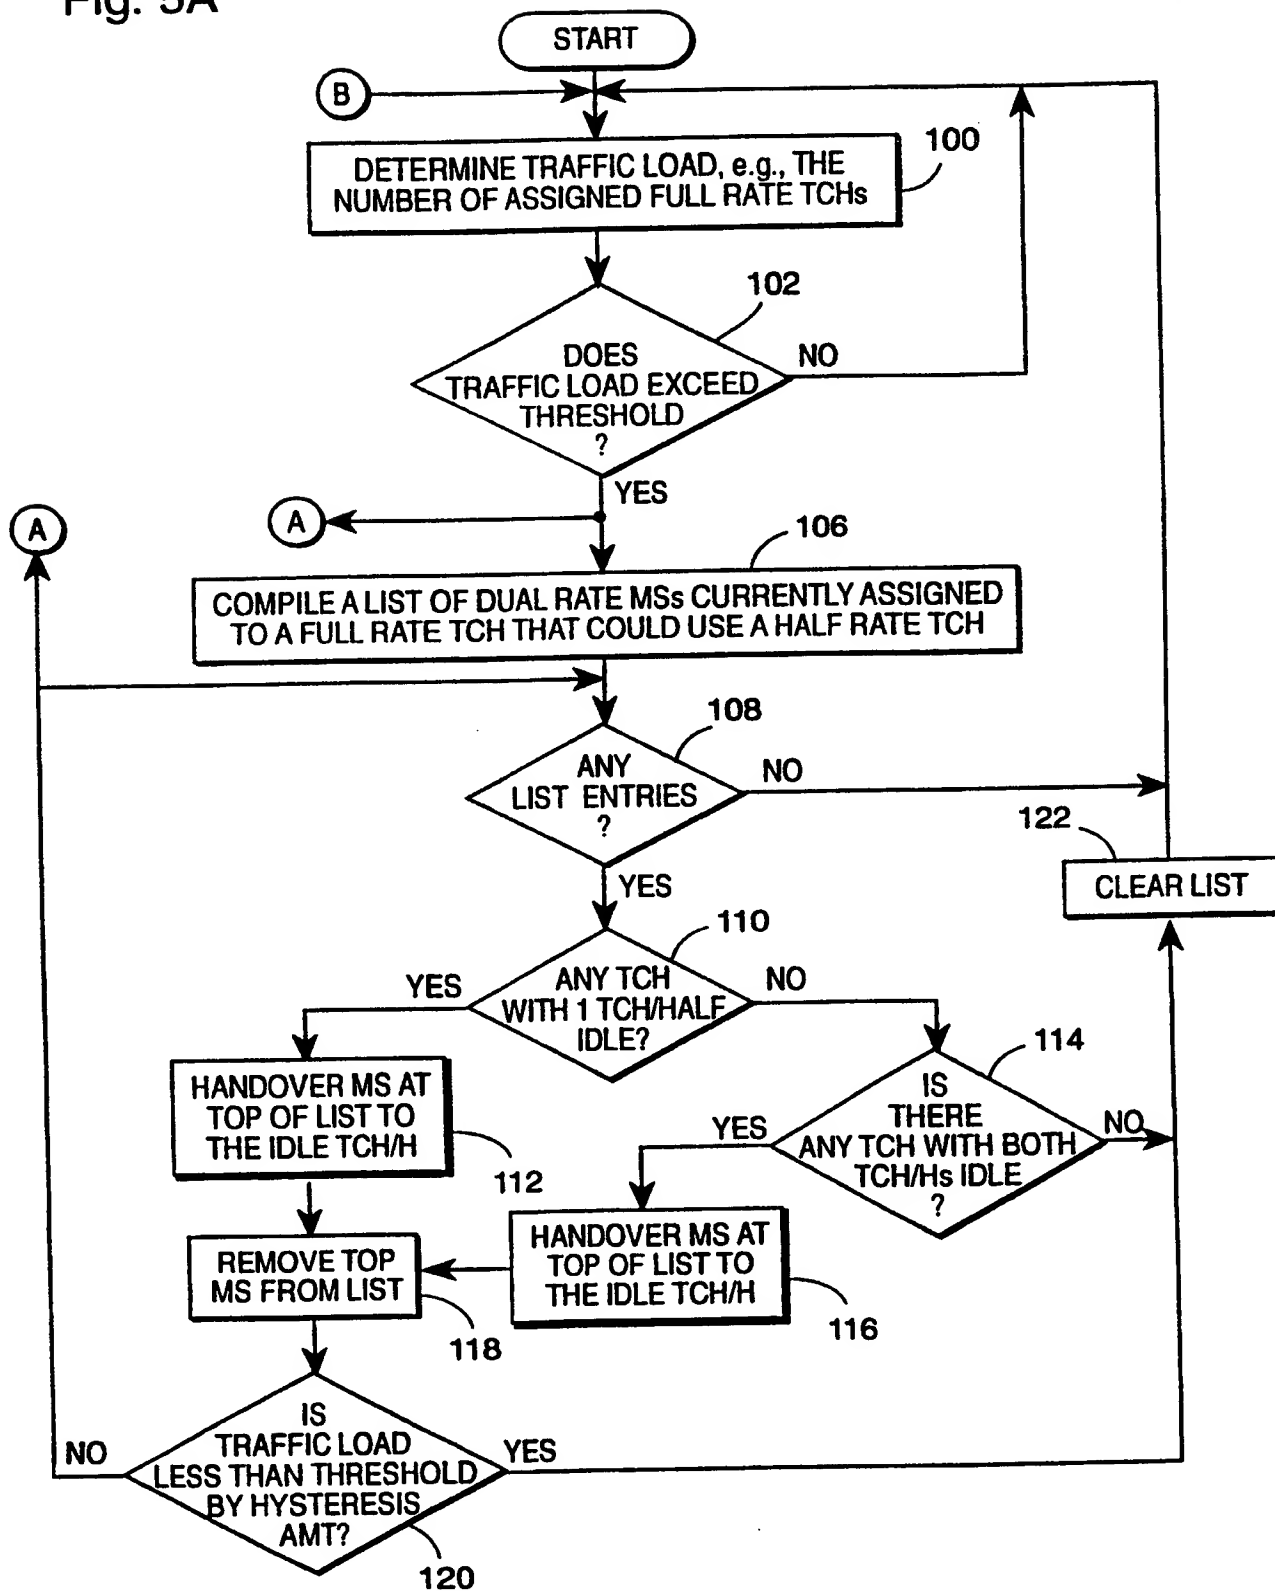 Fig. 5A
START
B
100
DETERMINE TRAFFIC LOAD, e.g., THE
NUMBER OF ASSIGNED FULL RATE TCHs
102
DOES
TRAFFIC LOAD EXCEED
THRESHOLD
?
NO
YES
A
A
106
COMPILE A LIST OF DUAL RATE MSs CURRENTLY ASSIGNED
TO A FULL RATE TCH THAT COULD USE A HALF RATE TCH
108
ANY
LIST ENTRIES
?
NO
YES
122
CLEAR LIST
110
ANY TCH
WITH 1 TCH/HALF
IDLE?
YES
NO
114
IS
THERE
ANY TCH WITH BOTH
TCH/Hs IDLE
?
YES
NO
HANDOVER MS AT
TOP OF LIST TO
THE IDLE TCH/H
112
HANDOVER MS AT
TOP OF LIST TO
THE IDLE TCH/H
116
REMOVE TOP
MS FROM LIST
118
IS
TRAFFIC LOAD
LESS THAN THRESHOLD
BY HYSTERESIS
AMT?
NO
YES
120